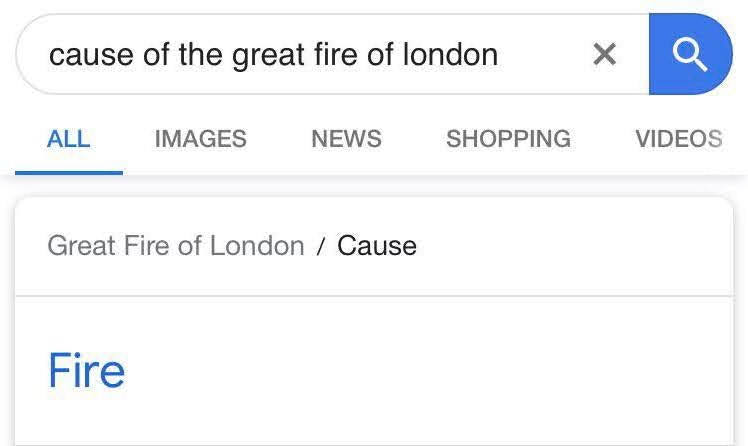 cause of the great fire of london
ALL IMAGES NEWS SHOPPING VIDEOS
Great Fire of London / Cause
Fire